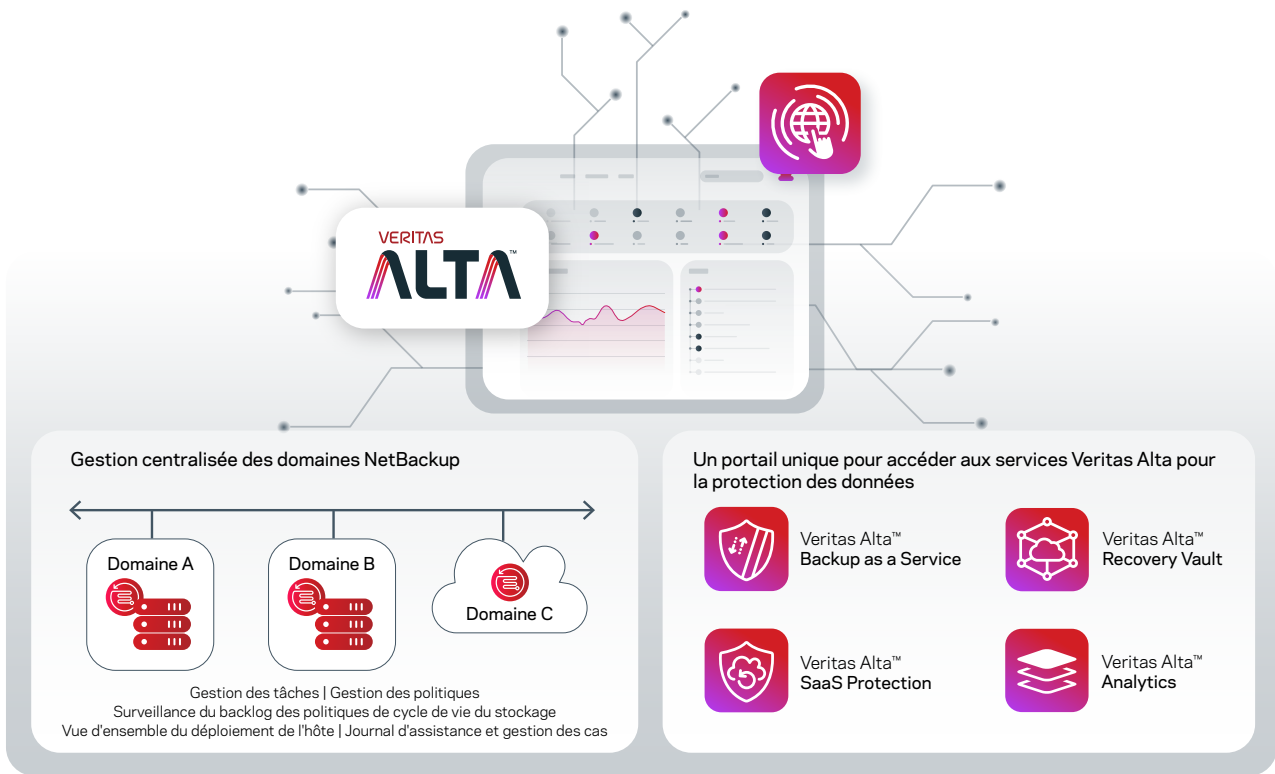 VERITAS
ALTA™
Gestion centralisée des domaines NetBackup
Domaine A
Domaine B
Domaine C
Gestion des tâches | Gestion des politiques
Surveillance du backlog des politiques de cycle de vie du stockage
Vue d'ensemble du déploiement de l'hôte | Journal d'assistance et gestion des cas
Un portail unique pour accéder aux services Veritas Alta pour
la protection des données
Veritas Alta™
Backup as a Service
Veritas Alta™
Recovery Vault
Veritas Alta™
SaaS Protection
Veritas Alta™
Analytics